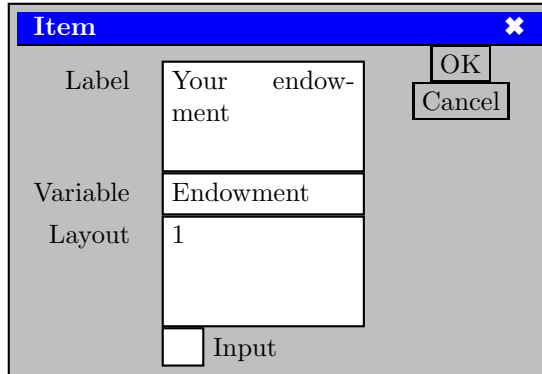 Item ✖
Label
Your endow-
ment
OK
Cancel
Variable
Endowment
Layout
1
Input